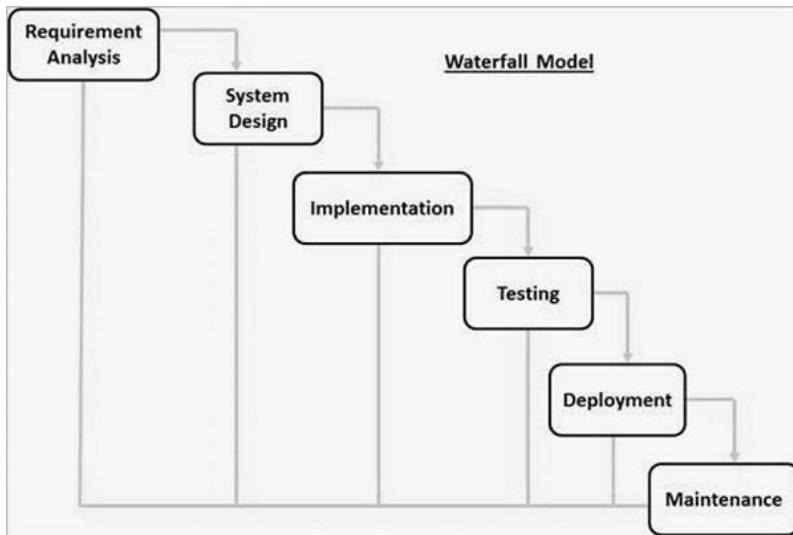 Requirement
Analysis
Waterfall Model
System
Design
Implementation
Testing
Deployment
Maintenance